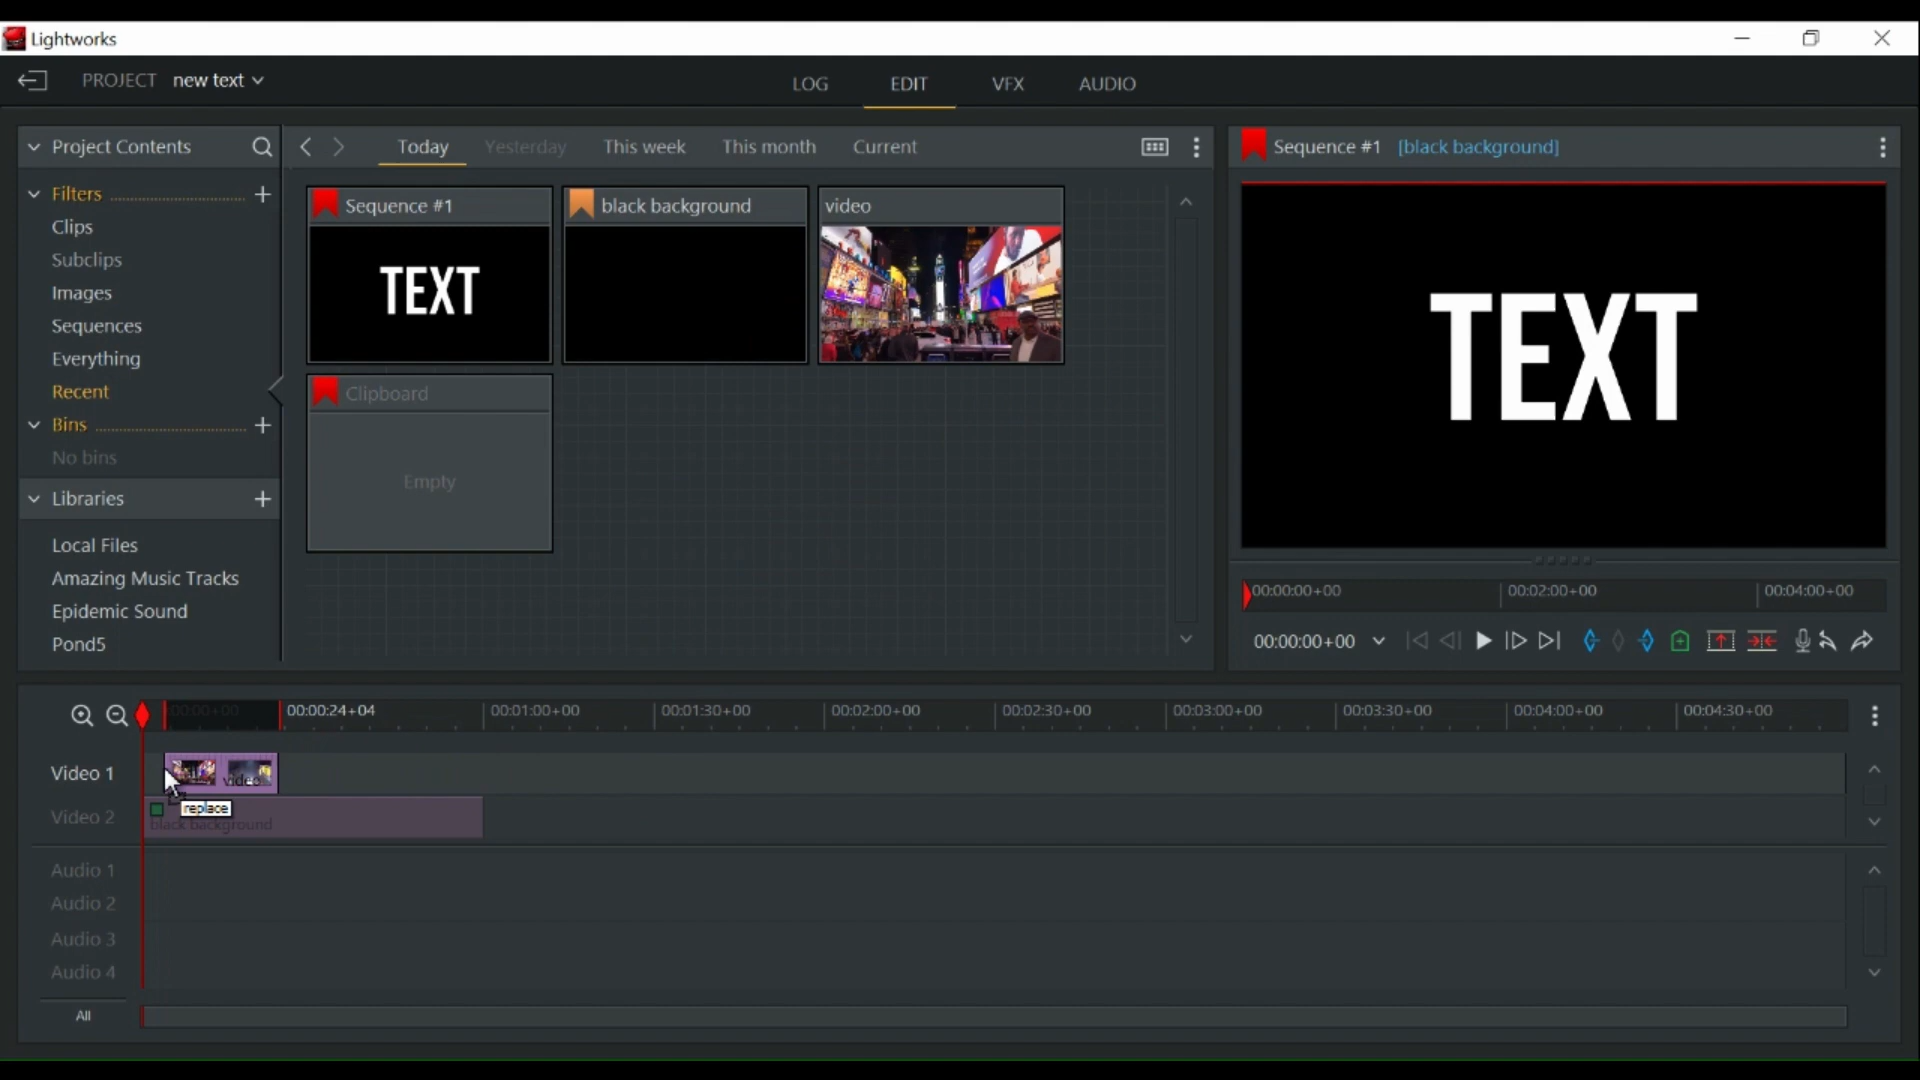 Lightworks
PROJECT new text
LOG EDIT VFX AUDIO
Project Contents
Today Yesterday This week This month Current
Sequence #1 [black background]
Filters
Clips
Subclips
Images
Sequences
Everything
Recent
Bins
No bins
Libraries
Local Files
Amazing Music Tracks
Epidemic Sound
Pond5
Sequence #1
TEXT
black background
video
Clipboard
Empty
TEXT
00:00:00+00 00:02:00+00 00:04:00+00
00:00:00+00
00:00:24+04 00:01:00+00 00:01:30+00 00:02:00+00 00:02:30+00 00:03:00+00 00:03:30+00 00:04:00+00 00:04:30+00
Video 1
video
replace
Video 2
black background
Audio 1
Audio 2
Audio 3
Audio 4
All